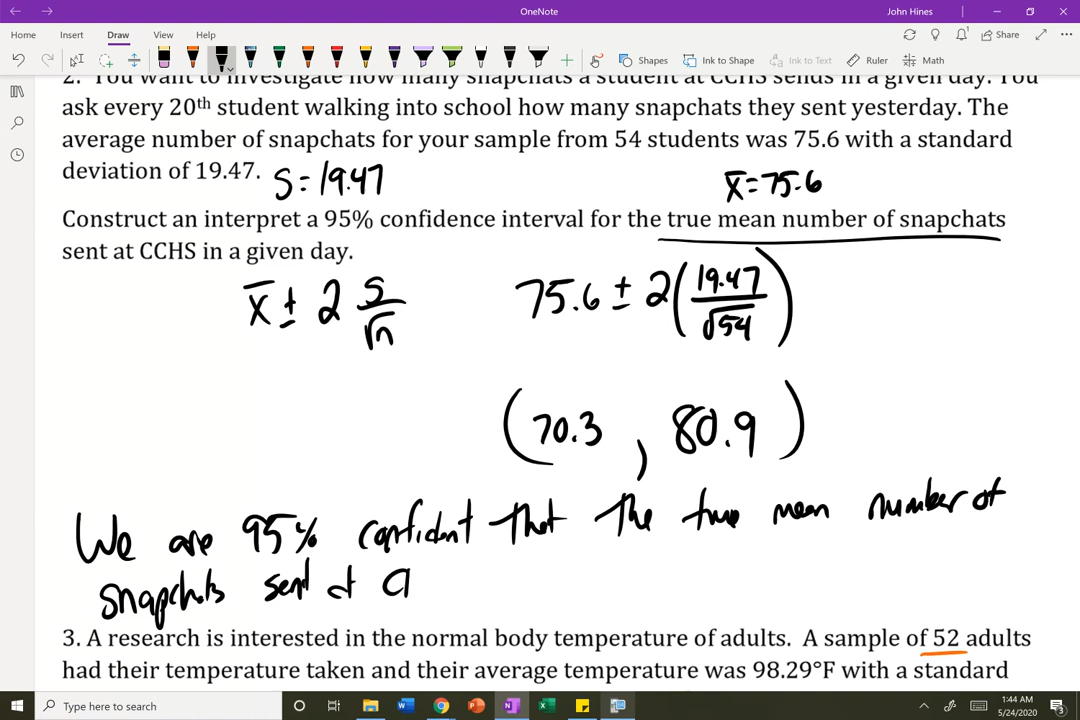 OneNote
John Hines
Home Insert Draw View Help
Share
Shapes Ink to Shape Ink to Text Ruler Math
2. You want to investigate how many snapchats a student at CCHS sends in a given day. You
ask every 20th student walking into school how many snapchats they sent yesterday. The
average number of snapchats for your sample from 54 students was 75.6 with a standard
deviation of 19.47. S = 19.47 x̄ = 75.6
Construct an interpret a 95% confidence interval for the true mean number of snapchats
sent at CCHS in a given day.
x̄ ± 2 s/√n 75.6 ± 2(19.47/√54)
(70.3, 80.9)
We are 95% confident that the true mean number of
snapchats sent at C
3. A research is interested in the normal body temperature of adults. A sample of 52 adults
had their temperature taken and their average temperature was 98.29°F with a standard
Type here to search
1:44 AM
5/24/2020
3